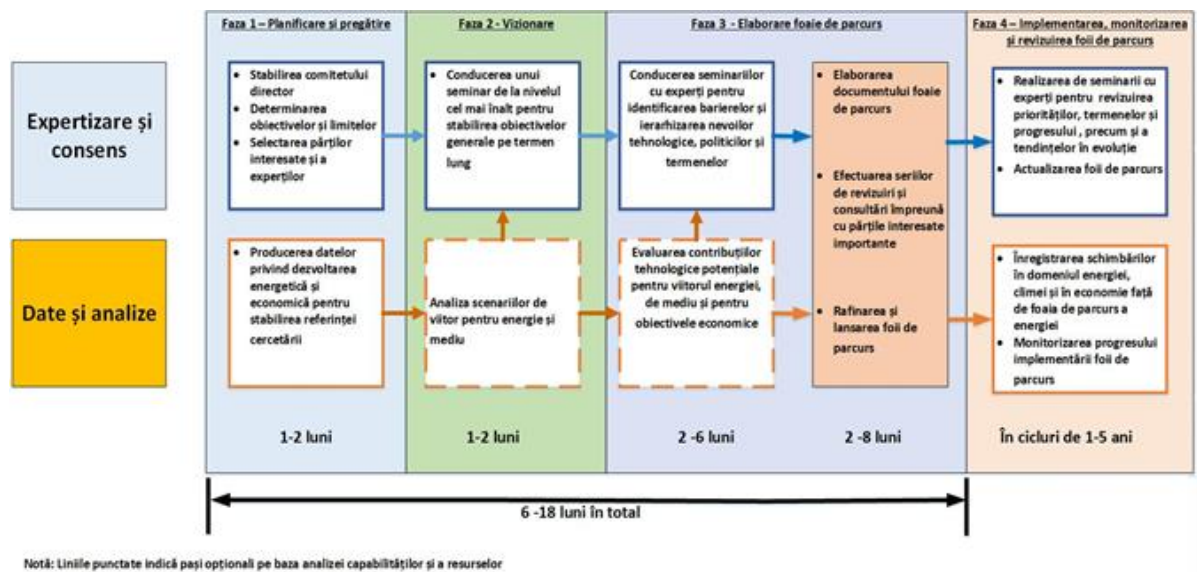 Faza 1 – Planificare si pregătire
Faza 2 - Vizionare
Faza 3 - Elaborare foaie de parcurs
Faza 4 – Implementarea, monitorizarea
și revizuirea foii de parcurs
Expertizare și
consens
• Stabilirea comitetului
director
• Determinarea
obiectivelor și limitelor
• Selectarea părților
interesate si a
experților
• Conducerea unui
seminar de la nivelul
cel mai înalt pentru
stabilirea obiectivelor
generale pe termen
lung
Conducerea seminariilor
cu experți pentru
identificarea barierelor și
ierarhizarea nevoilor
tehnologice, politicilor și
termenelor
• Elaborarea
documentului foaie
de parcurs
• Efectuarea seriilor
de revizuiri și
consultări împreună
cu părțile interesate
importante
• Rafinarea și
lansarea foii de
parcurs
• Realizarea de seminarii cu
experți pentru revizuirea
priorităților, termenelor și
progresului , precum si a
tendințelor în evoluție
• Actualizarea foii de parcurs
Date și analize
• Producerea datelor
privind dezvoltarea
energetică și
economică pentru
stabilirea referinței
cercetării
Analiza scenariilor de
viitor pentru energie și
mediu
Evaluarea contribuțiilor
tehnologice potențiale
pentru viitorul energiei,
de mediu și pentru
obiectivele economice
• Înregistrarea schimbărilor
în domeniul energiei,
climei și în economie față
de foaia de parcurs a
energiei
• Monitorizarea progresului
implementării foii de
parcurs
1-2 luni
1-2 luni
2 -6 luni
2 -8 luni
În cicluri de 1-5 ani
6 -18 luni în total
Notă: Liniile punctate indică pași opționali pe baza analizei capabilităților și a resurselor